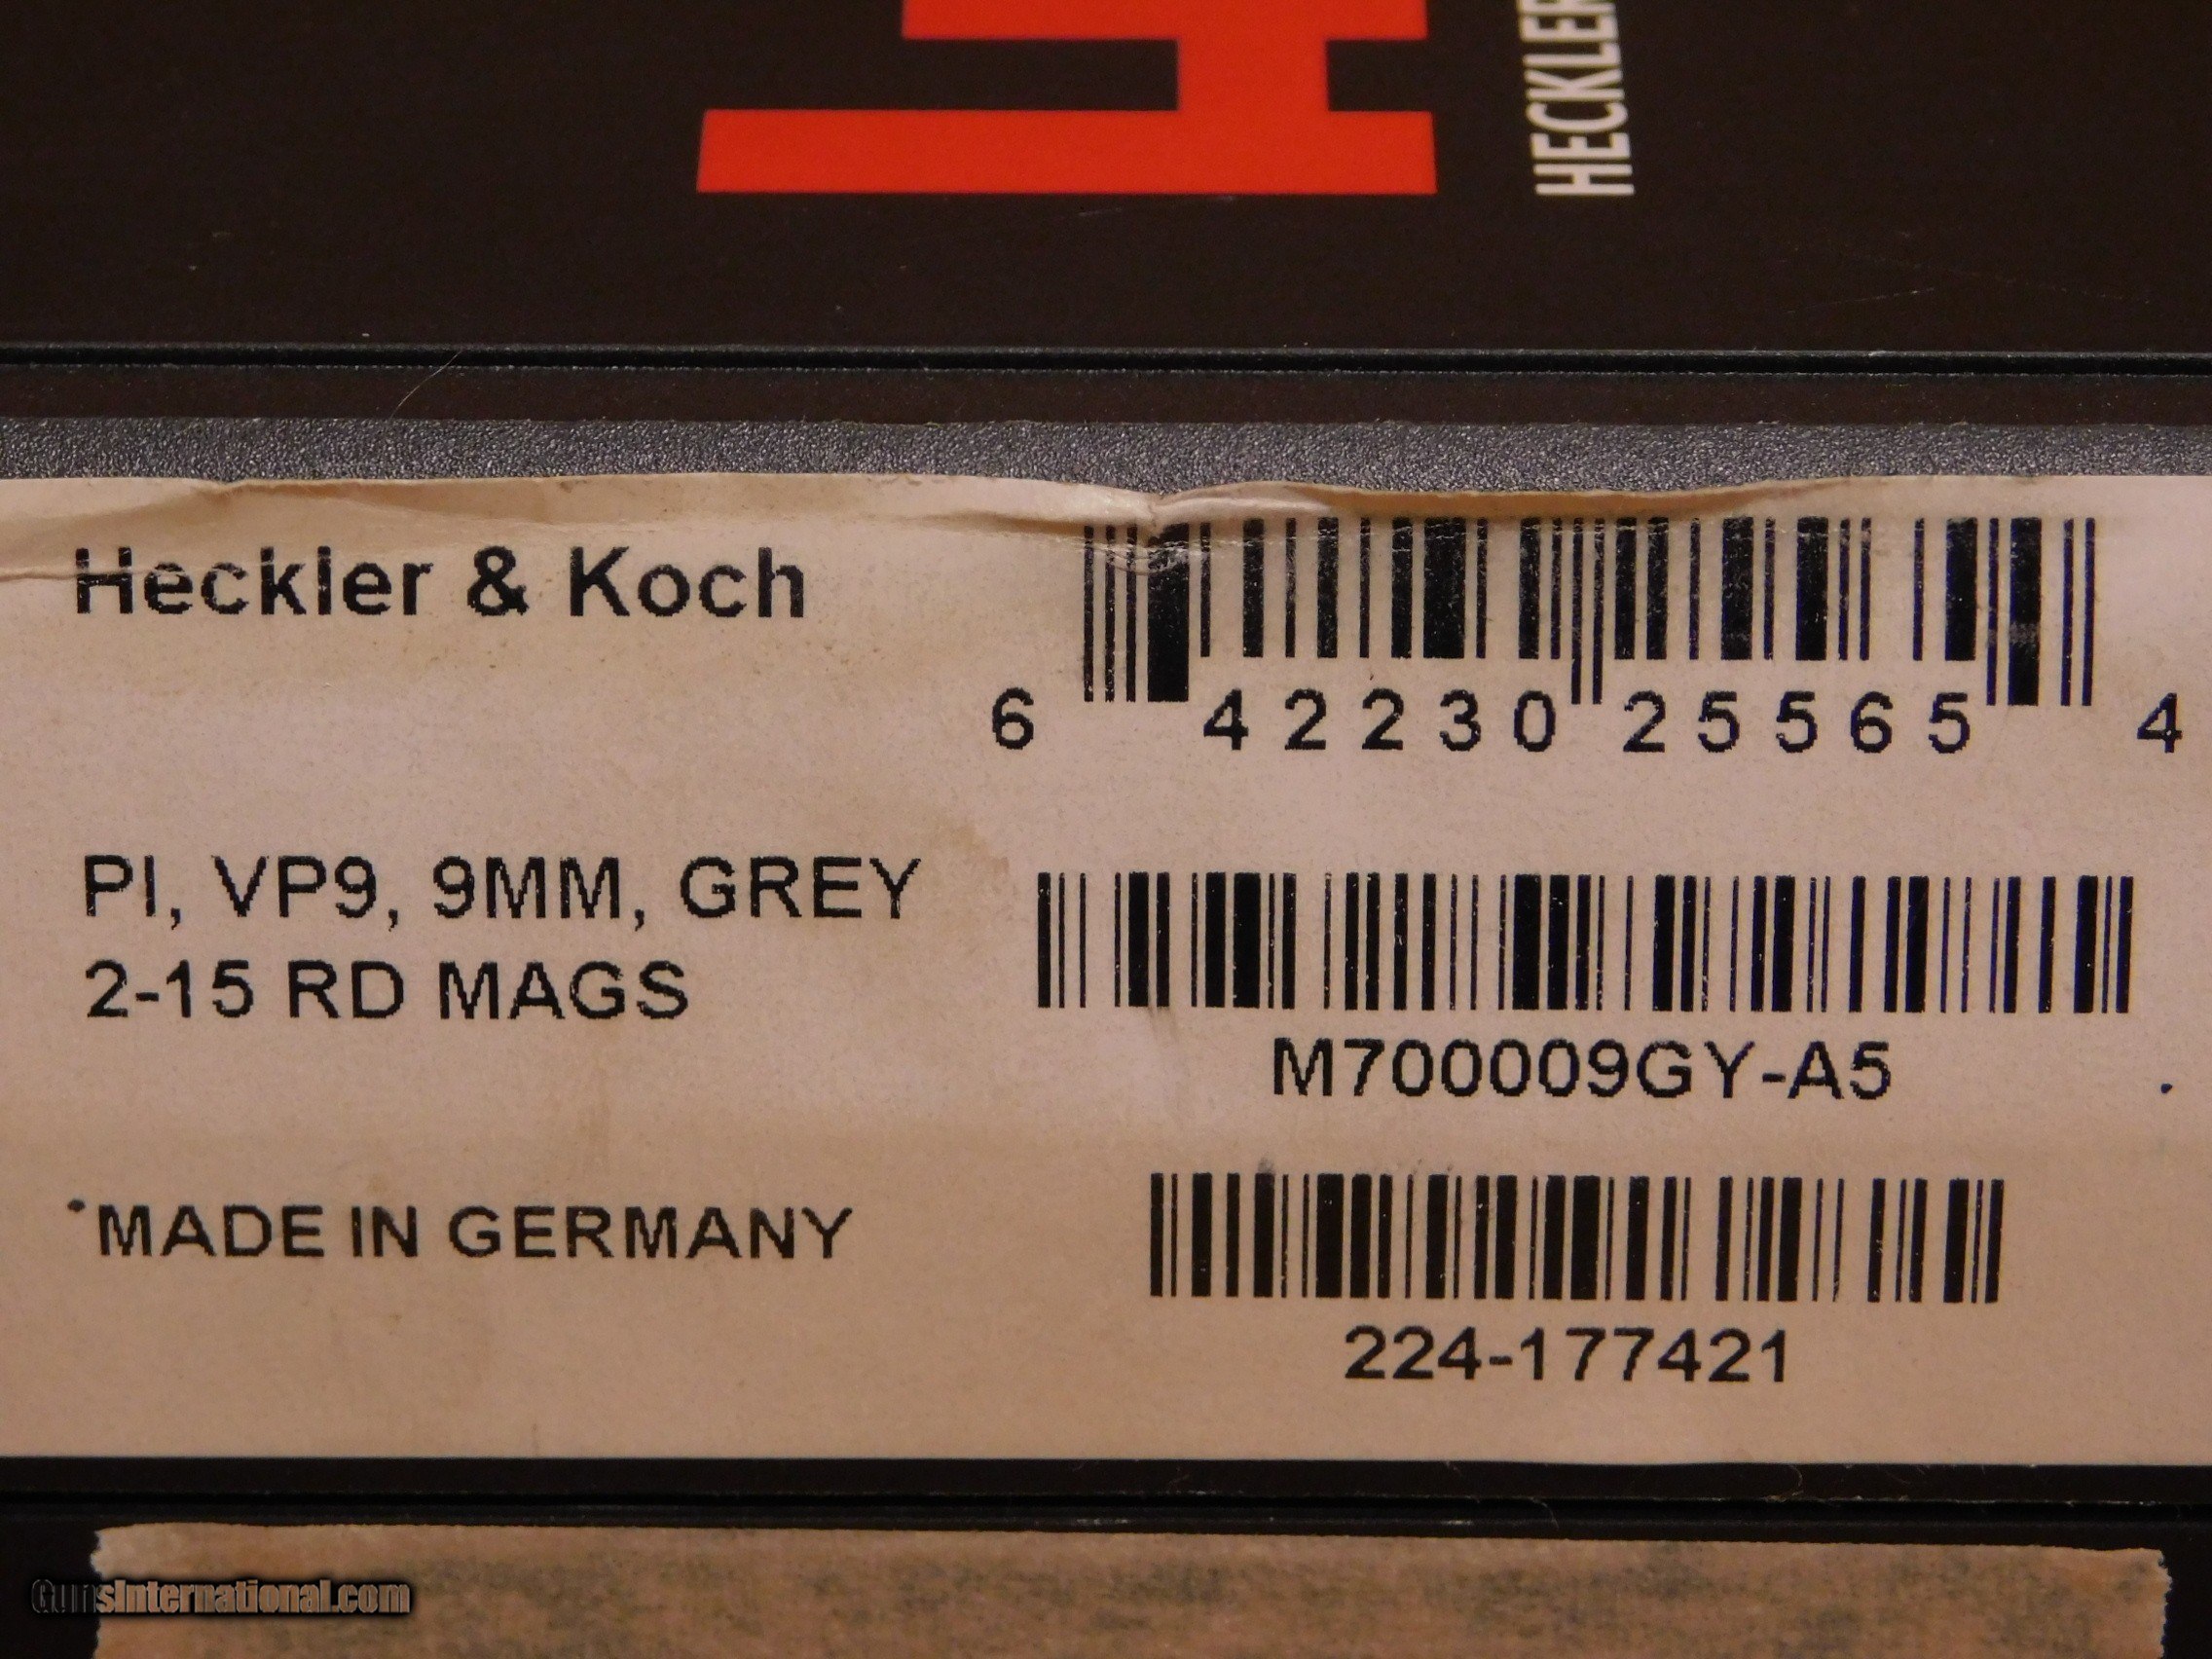 HECKLER
Heckler & Koch
6 42230 25565 4
PI, VP9, 9MM, GREY
2-15 RD MAGS
M700009GY-A5
MADE IN GERMANY
224-177421
GunsInternational.com